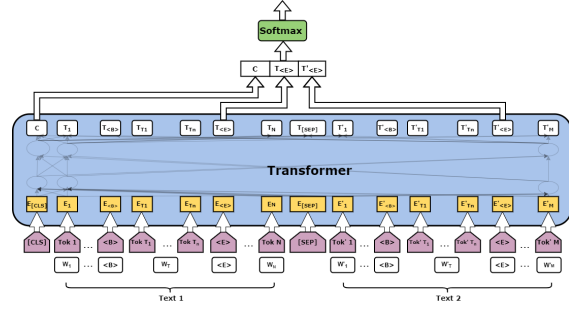 Softmax
C T<E> T'<E>
C T1 T<B> TT1 TTn T<E> TN T[SEP] T'1 T'<B> T'T1 T'Tn T'<E> T'M
Transformer
E[CLS] E1 E<B> ET1 ETn E<E> EN E[SEP] E'1 E'<B> E'T1 E'Tn E'<E> E'M
[CLS] Tok 1 ... <B> Tok T1 ... Tok Tn <E> ... Tok N [SEP] Tok' 1 ... <B> Tok' T1 ... Tok' Tn <E> ... Tok' M
W1 ... <B> WT <E> ... WN W'1 ... <B> W'T <E> ... W'M
Text 1 Text 2